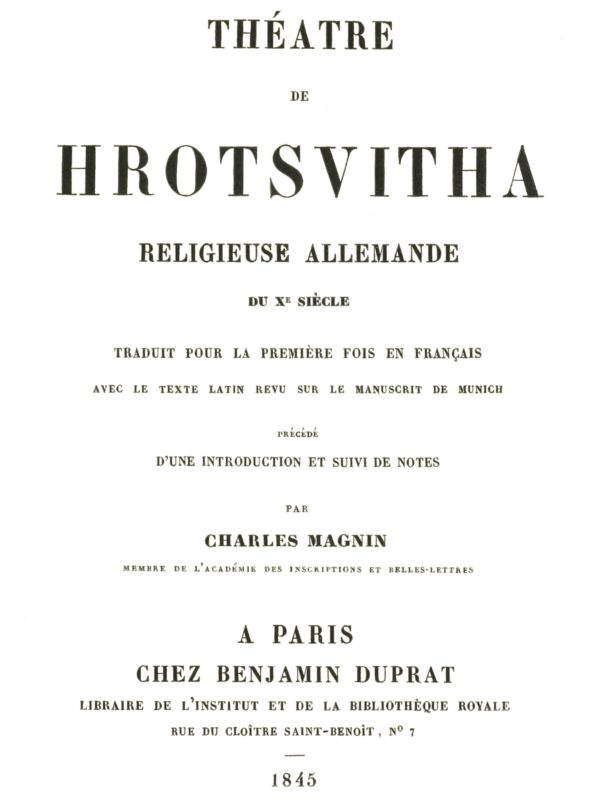 THÉATRE
DE
HROTSVITHA
RELIGIEUSE ALLEMANDE
DU Xᴱ SIÈCLE
TRADUIT POUR LA PREMIÈRE FOIS EN FRANÇAIS
AVEC LE TEXTE LATIN REVU SUR LE MANUSCRIT DE MUNICH
PRÉCÉDÉ
D'UNE INTRODUCTION ET SUIVI DE NOTES
PAR
CHARLES MAGNIN
MEMBRE DE L'ACADÉMIE DES INSCRIPTIONS ET BELLES-LETTRES
A PARIS
CHEZ BENJAMIN DUPRAT
LIBRAIRE DE L'INSTITUT ET DE LA BIBLIOTHÈQUE ROYALE
RUE DU CLOÎTRE SAINT-BENOÎT, Nº 7
1845